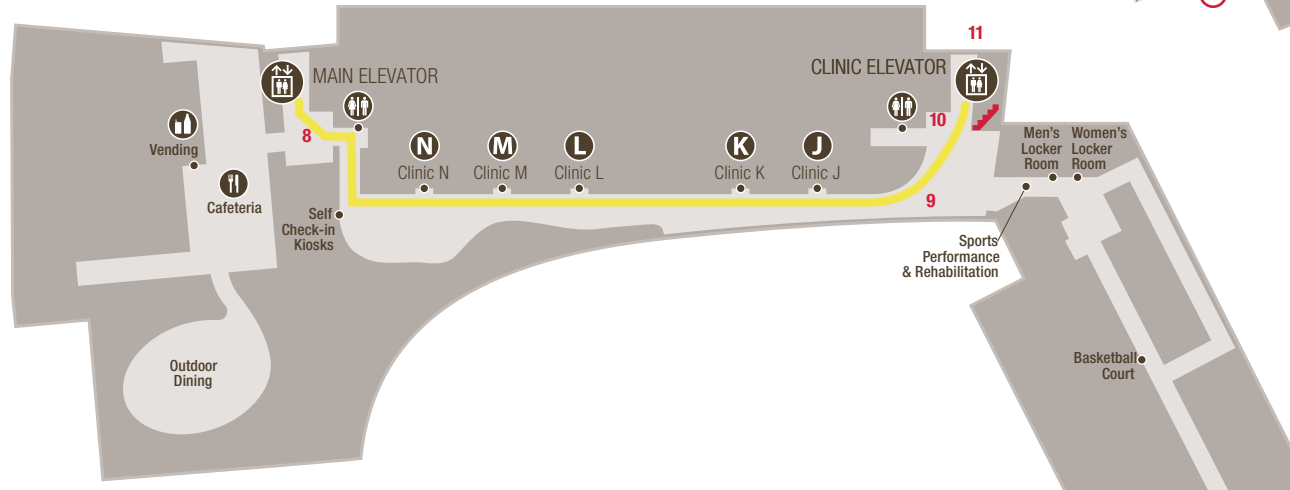 11
MAIN ELEVATOR
CLINIC ELEVATOR
8
10
Vending
N
M
L
K
J
Clinic N
Clinic M
Clinic L
Clinic K
Clinic J
Men's
Locker
Room
Women's
Locker
Room
Cafeteria
9
Self
Check-in
Kiosks
Sports
Performance
& Rehabilitation
Outdoor
Dining
Basketball
Court